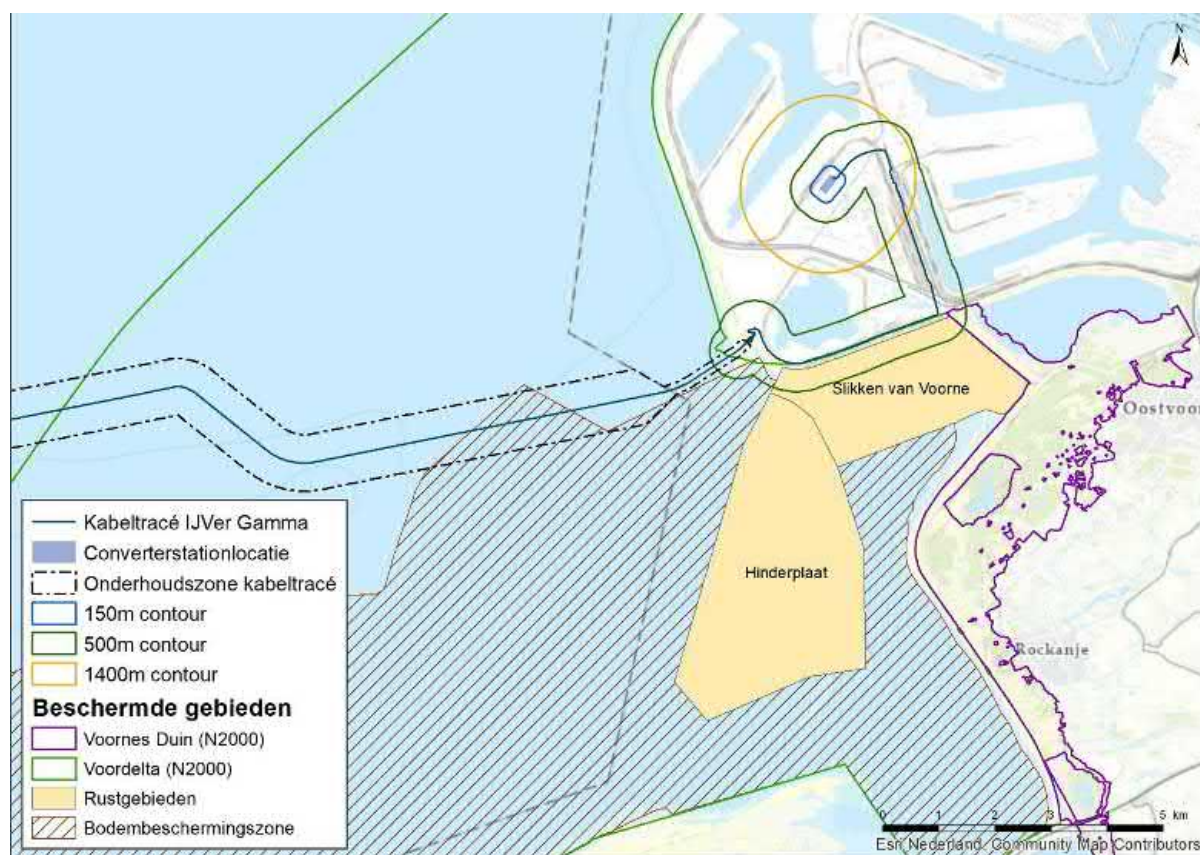 N
Slikken van Voorne
Oostvoor
Hinderplaat
Rockanje
Kabeltracé IJVer Gamma
Converterstationlocatie
Onderhoudszone kabeltracé
150m contour
500m contour
1400m contour
Beschermde gebieden
Voornes Duin (N2000)
Voordelta (N2000)
Rustgebieden
Bodembeschermingszone
0 1 2 3 4 5 km
Esri Nederland, Community Map Contributors